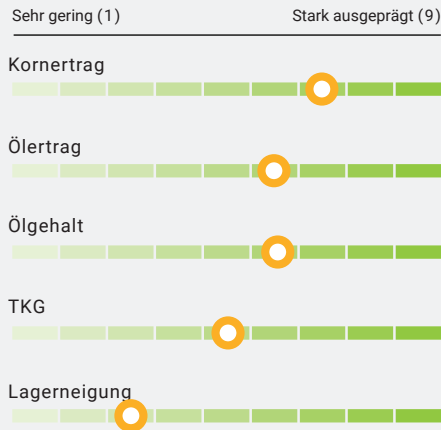 Sehr gering (1) Stark ausgeprägt (9)
Kornertrag
Ölertrag
Ölgehalt
TKG
Lagerneigung